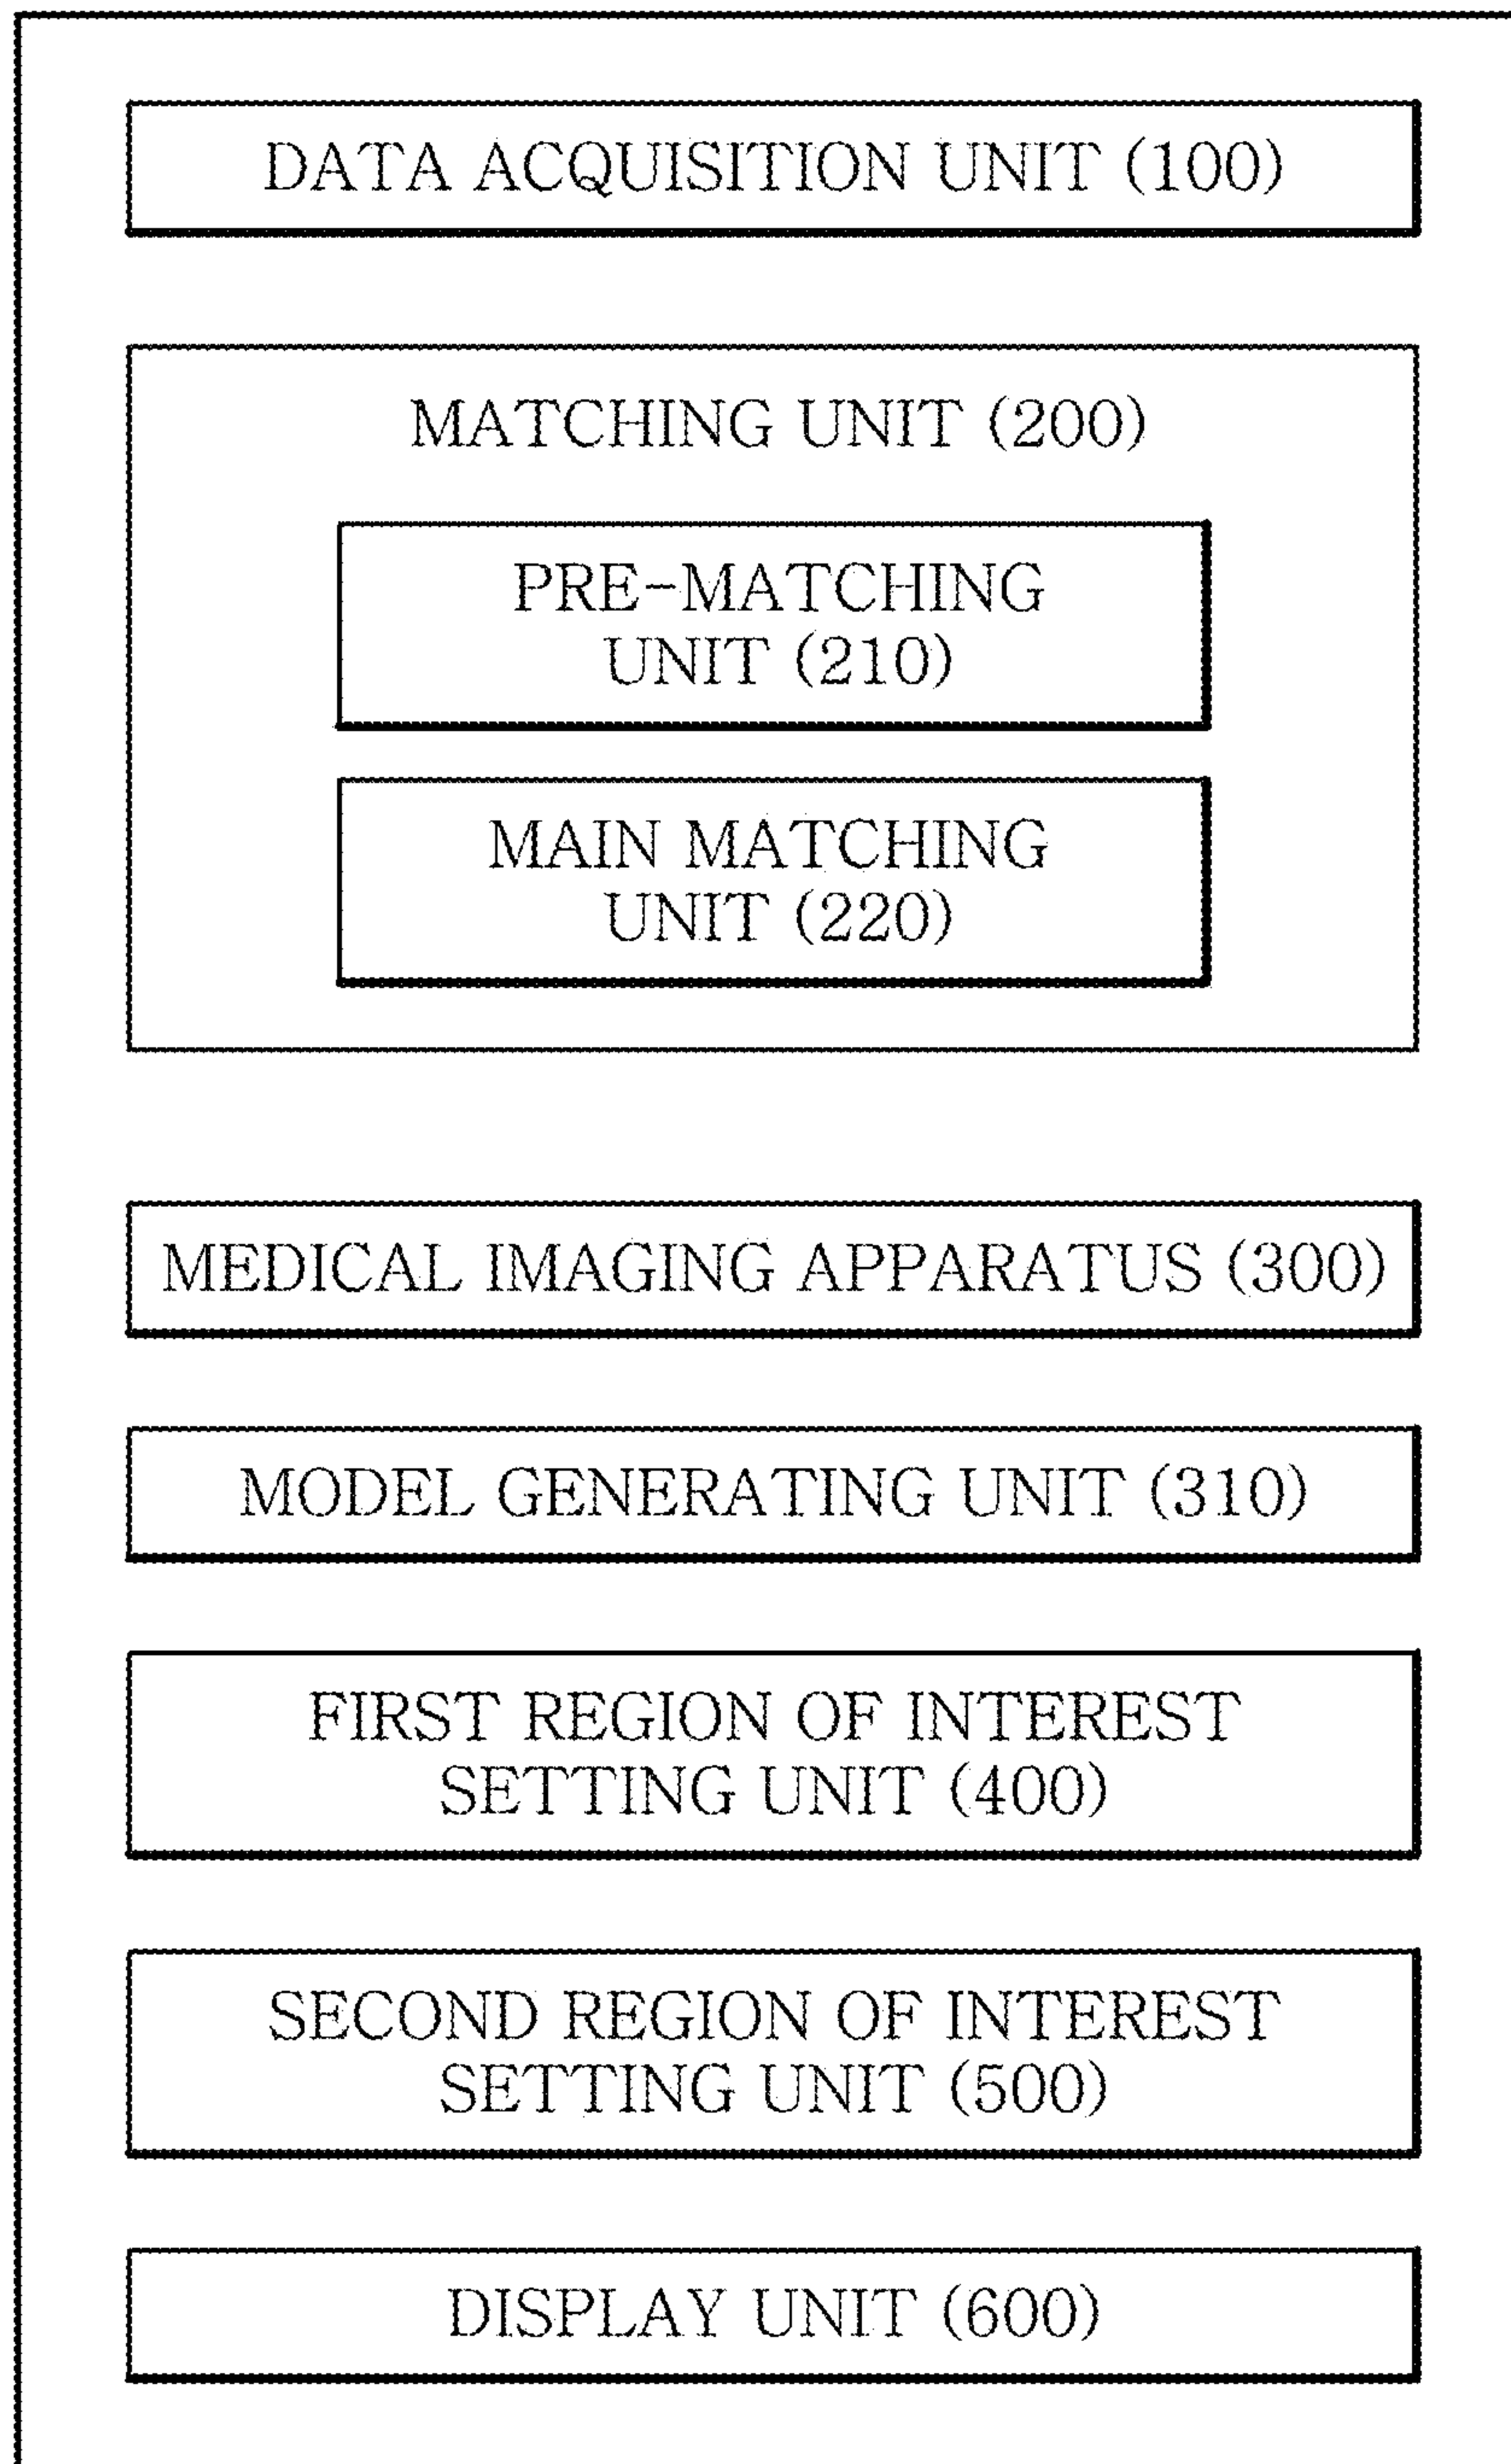 DATA ACQUISITION UNIT (100)
MATCHING UNIT (200)
PRE-MATCHING
UNIT (210)
MAIN MATCHING
UNIT (220)
MEDICAL IMAGING APPARATUS (300)
MODEL GENERATING UNIT (310)
FIRST REGION OF INTEREST
SETTING UNIT (400)
SECOND REGION OF INTEREST
SETTING UNIT (500)
DISPLAY UNIT (600)